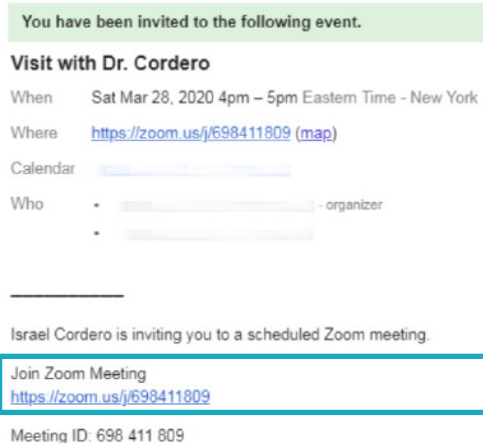 You have been invited to the following event.
Visit with Dr. Cordero
When Sat Mar 28, 2020 4pm – 5pm Eastern Time - New York
Where https://zoom.us/j/698411809 (map)
Calendar
Who • - organizer
•
__________
Israel Cordero is inviting you to a scheduled Zoom meeting.
Join Zoom Meeting
https://zoom.us/j/698411809
Meeting ID: 698 411 809